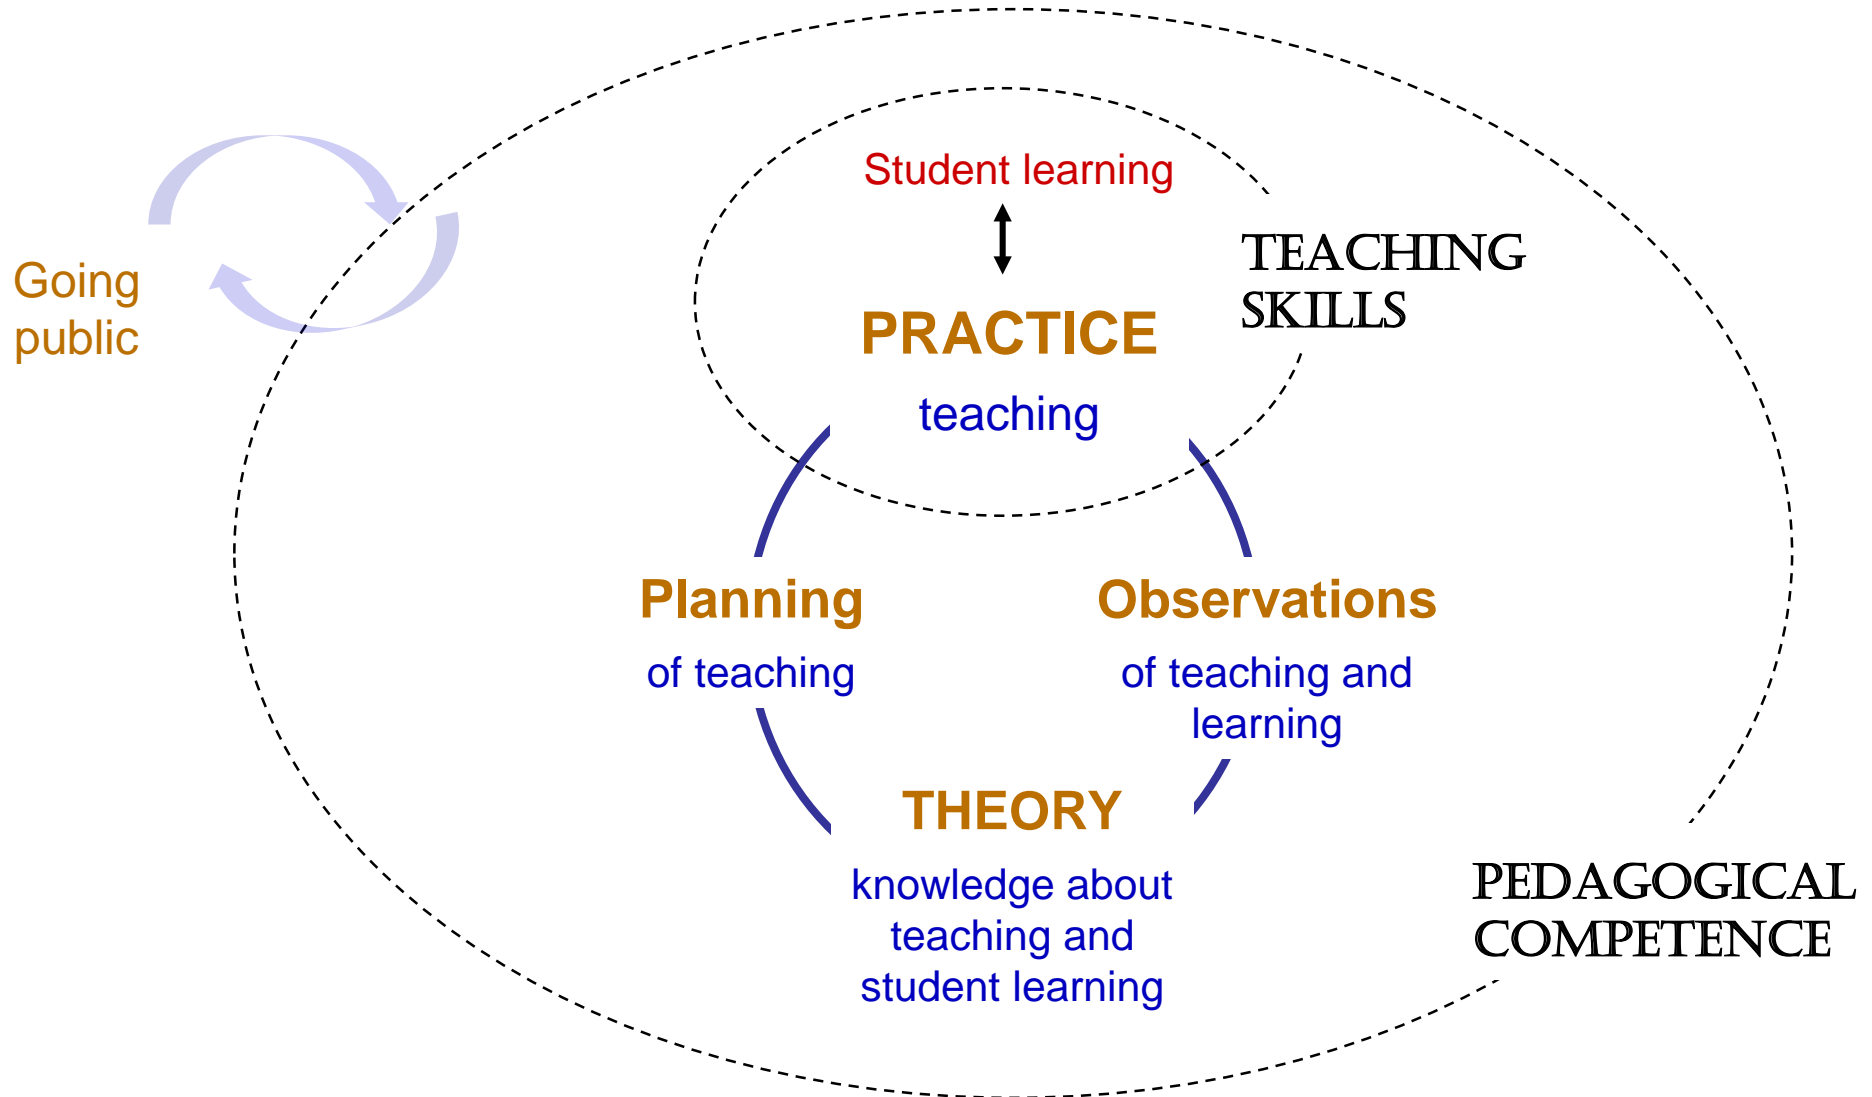 Student learning
TEACHING
SKILLS
Going
public
PRACTICE
teaching
Planning
of teaching
Observations
of teaching and
learning
THEORY
knowledge about
teaching and
student learning
PEDAGOGICAL
COMPETENCE